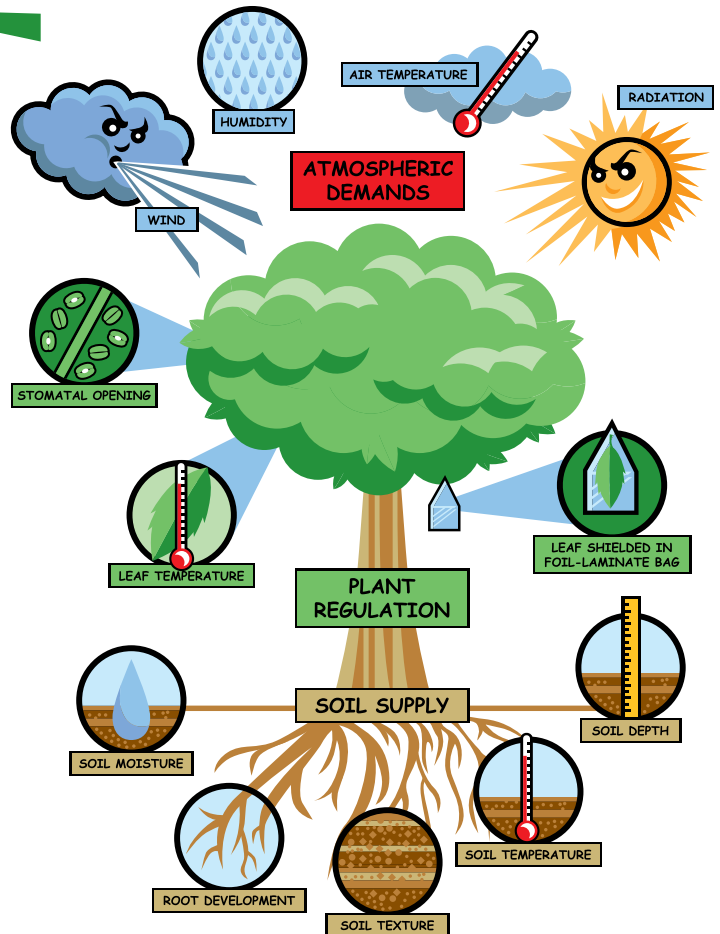 HUMIDITY
AIR TEMPERATURE
RADIATION
ATMOSPHERIC
DEMANDS
WIND
STOMATAL OPENING
LEAF SHIELDED IN
FOIL-LAMINATE BAG
LEAF TEMPERATURE
PLANT
REGULATION
SOIL SUPPLY
SOIL DEPTH
SOIL MOISTURE
SOIL TEMPERATURE
ROOT DEVELOPMENT
SOIL TEXTURE